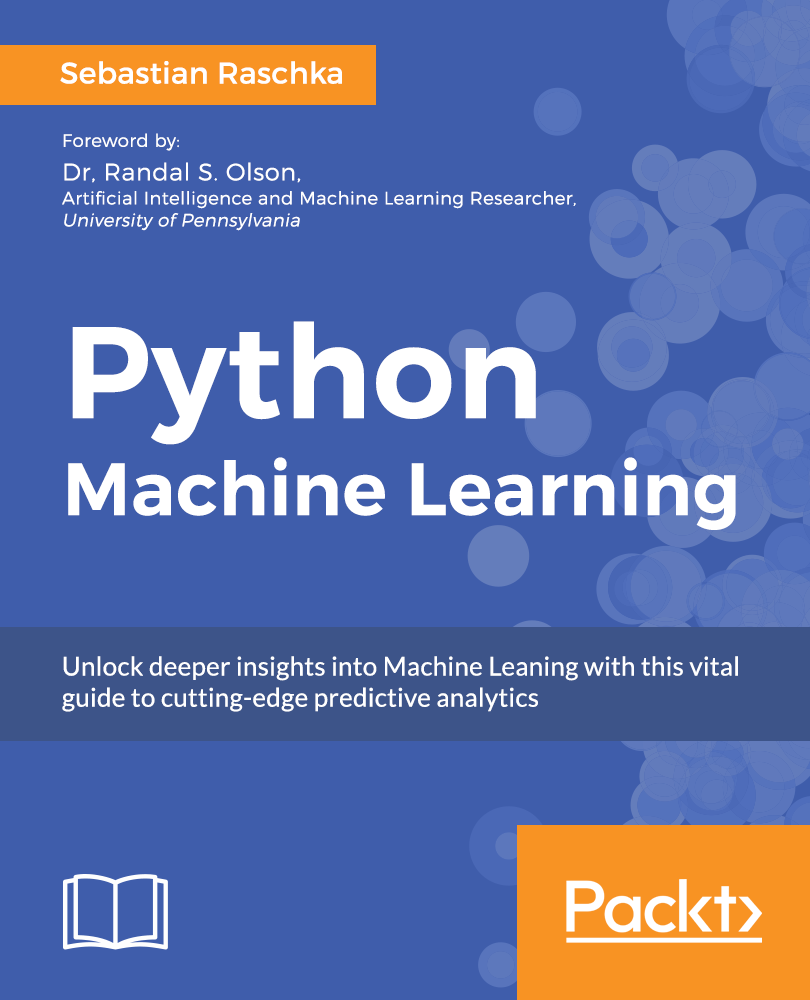 Sebastian Raschka
Foreword by:
Dr, Randal S. Olson,
Artificial Intelligence and Machine Learning Researcher,
University of Pennsylvania
Python
Machine Learning
Unlock deeper insights into Machine Leaning with this vital
guide to cutting-edge predictive analytics
Packt>